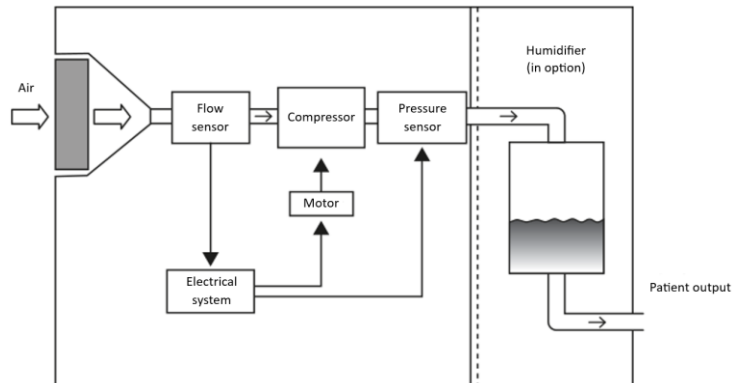 Air
Flow
sensor
Compressor
Pressure
sensor
Humidifier
(in option)
Motor
Electrical
system
Patient output